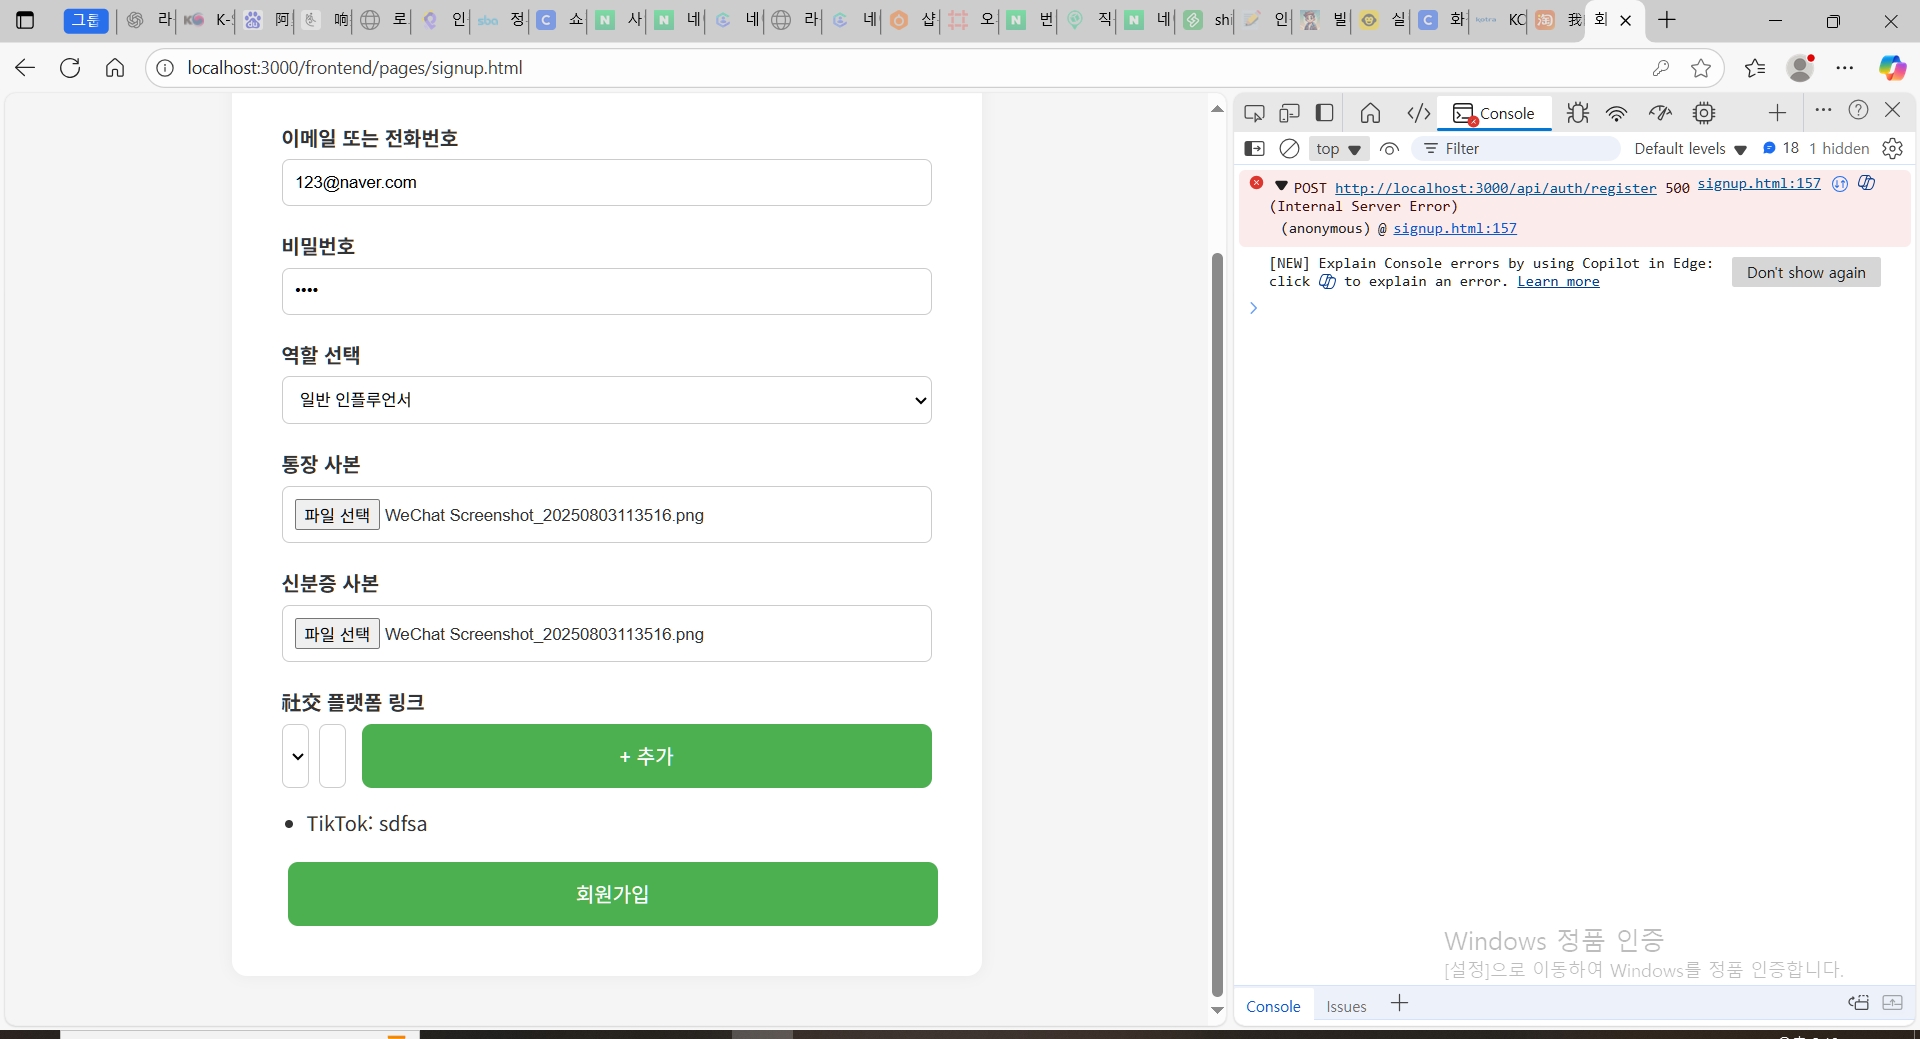 그룹
라
K-
阿
响
로
인
sba
정
C
쇼
N
사
N
네
네
라
네
샵
오
N
번
직
N
네
shi
인
빌
실
C
화
kotra
KC
淘
我
회
localhost:3000/frontend/pages/signup.html
이메일 또는 전화번호
123@naver.com
비밀번호
••••
역할 선택
일반 인플루언서
통장 사본
파일 선택 WeChat Screenshot_20250803113516.png
신분증 사본
파일 선택 WeChat Screenshot_20250803113516.png
社交 플랫폼 링크
+ 추가
• TikTok: sdfsa
회원가입
Console
top
Filter
Default levels
18
1 hidden
POST http://localhost:3000/api/auth/register 500 signup.html:157
(Internal Server Error)
(anonymous) @ signup.html:157
[NEW] Explain Console errors by using Copilot in Edge:
click to explain an error. Learn more
Don't show again
Windows 정품 인증
[설정]으로 이동하여 Windows를 정품 인증합니다.
Console
Issues